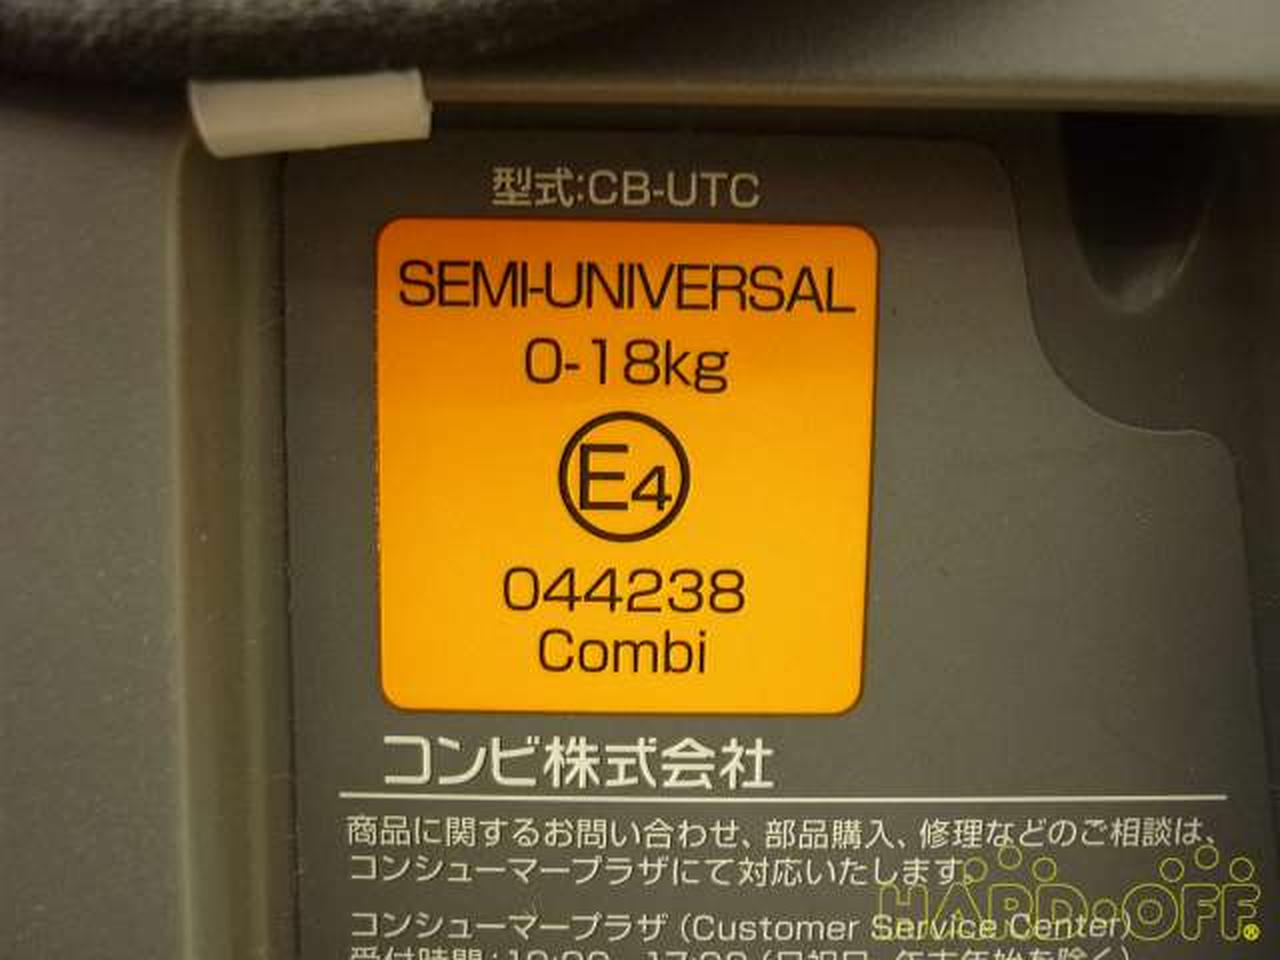 型式:CB-UTC
SEMI-UNIVERSAL
0-18kg
E4
044238
Combi
コンビ株式会社
商品に関するお問い合わせ、部品購入、修理などのご相談は、
コンシューマープラザにて対応いたします。
コンシューマープラザ (Customer Service Center)
HARD·OFF®